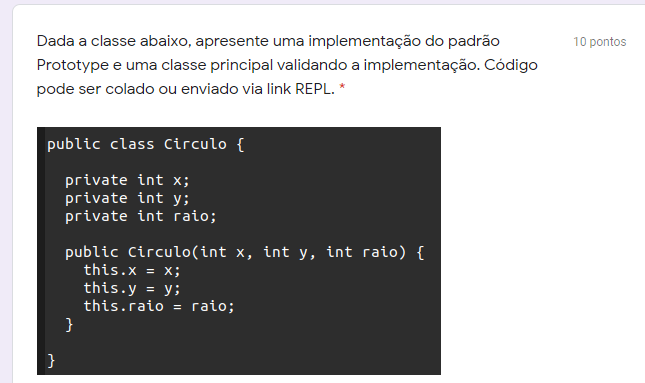 Dada a classe abaixo, apresente uma implementação do padrão
Prototype e uma classe principal validando a implementação. Código
pode ser colado ou enviado via link REPL. *
10 pontos
public class Circulo {
private int x;
private int y;
private int raio;
public Circulo(int x, int y, int raio) {
this.x = x;
this.y = y;
this.raio = raio;
}
}